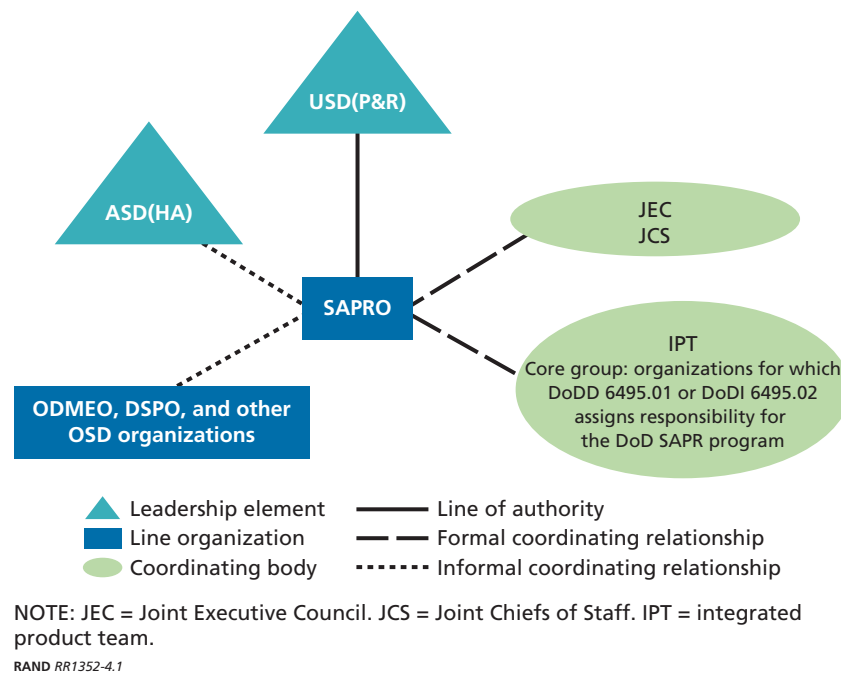 USD(P&R)
ASD(HA)
JEC
JCS
SAPRO
IPT
Core group: organizations for which
DoDD 6495.01 or DoDI 6495.02
assigns responsibility for
the DoD SAPR program
ODMEO, DSPO, and other
OSD organizations
Leadership element
Line of authority
Line organization
Formal coordinating relationship
Coordinating body
Informal coordinating relationship
NOTE: JEC = Joint Executive Council. JCS = Joint Chiefs of Staff. IPT = integrated
product team.
RAND RR1352-4.1